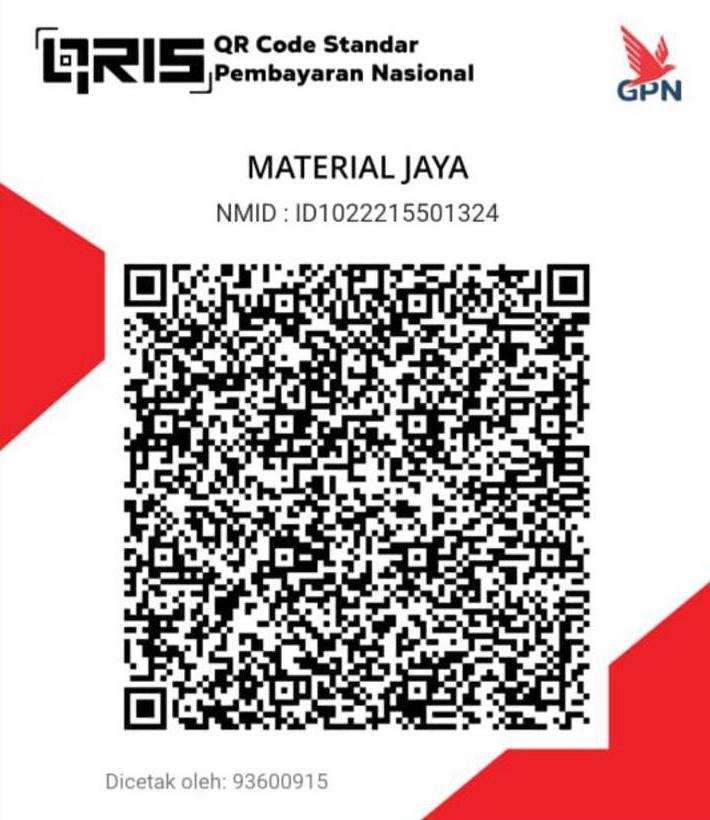 QRIS QR Code Standar
Pembayaran Nasional
GPN
MATERIAL JAYA
NMID : ID1022215501324
Dicetak oleh: 93600915